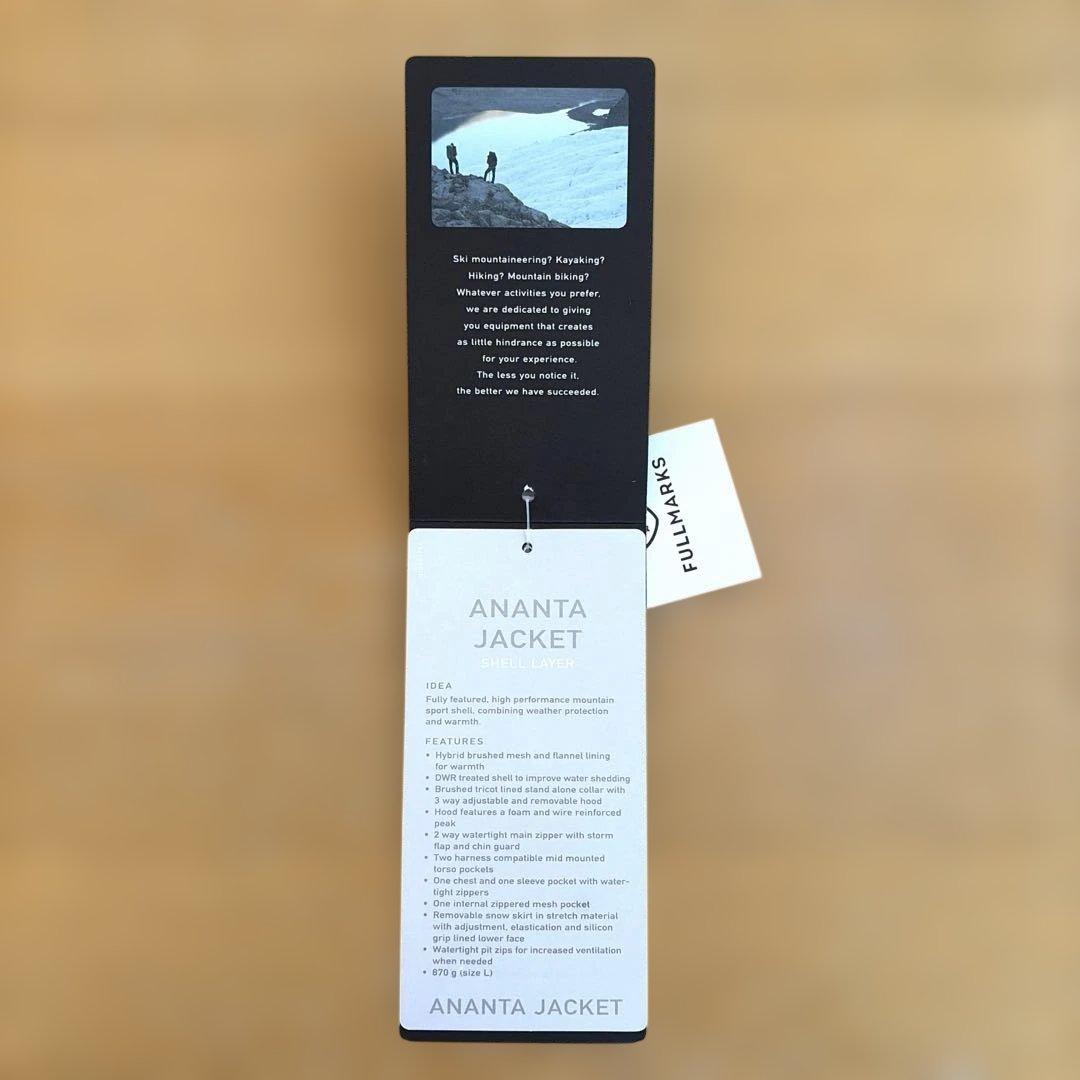 Ski mountaineering? Kayaking?
Hiking? Mountain biking?
Whatever activities you prefer,
we are dedicated to giving
you equipment that creates
as little hindrance as possible
for your experience.
The less you notice it,
the better we have succeeded.
FULLMARKS
ANANTA
JACKET
SHELL LAYER
IDEA
Fully featured, high performance mountain
sport shell, combining weather protection
and warmth.
FEATURES
• Hybrid brushed mesh and flannel lining
for warmth
• DWR treated shell to improve water shedding
• Brushed tricot lined stand alone collar with
3 way adjustable and removable hood
• Hood features a foam and wire reinforced
peak
• 2 way watertight main zipper with storm
flap and chin guard
• Two harness compatible mid mounted
torso pockets
• One chest and one sleeve pocket with water-
tight zippers
• One internal zippered mesh pocket
• Removable snow skirt in stretch material
with adjustment, elastication and silicon
grip lined lower face
• Watertight pit zips for increased ventilation
when needed
• 870 g (size L)
ANANTA JACKET